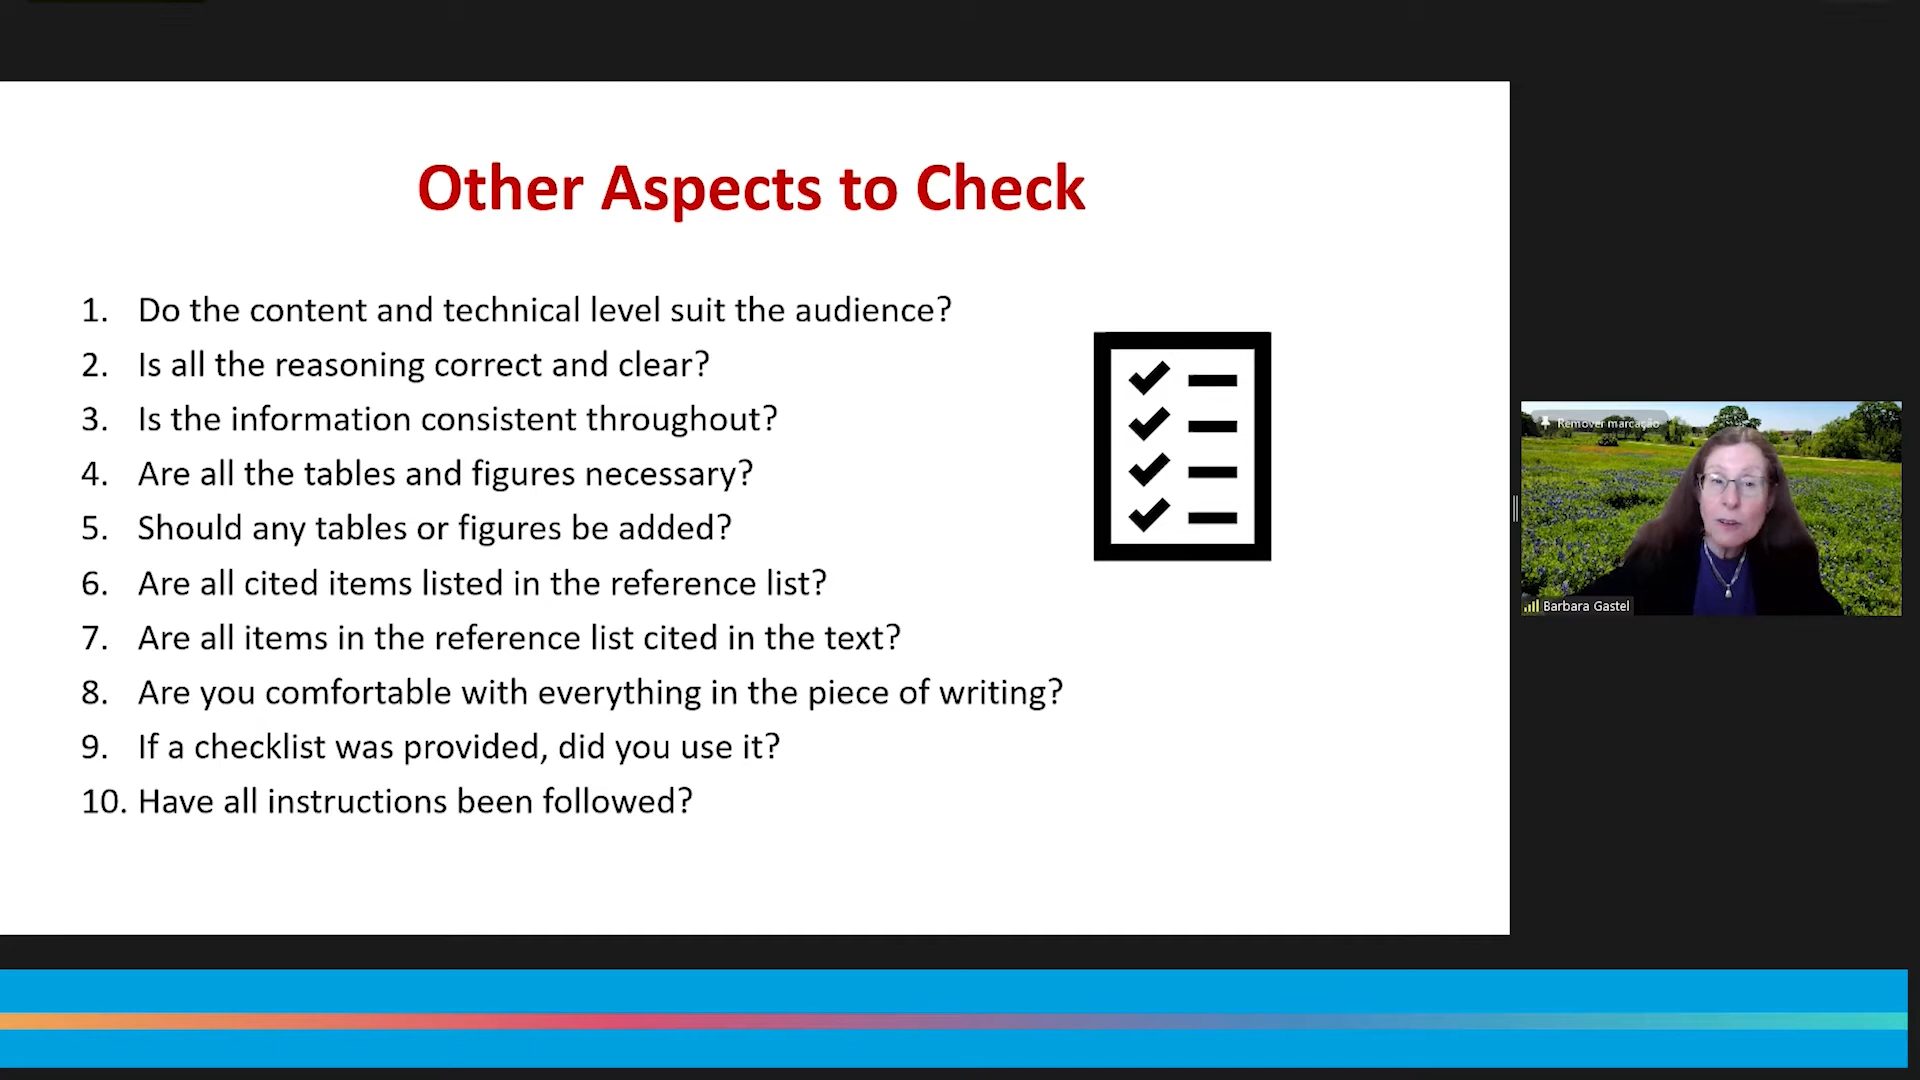 Other Aspects to Check
1. Do the content and technical level suit the audience?
2. Is all the reasoning correct and clear?
3. Is the information consistent throughout?
4. Are all the tables and figures necessary?
5. Should any tables or figures be added?
6. Are all cited items listed in the reference list?
7. Are all items in the reference list cited in the text?
8. Are you comfortable with everything in the piece of writing?
9. If a checklist was provided, did you use it?
10. Have all instructions been followed?
Remover marcação
Barbara Gastel